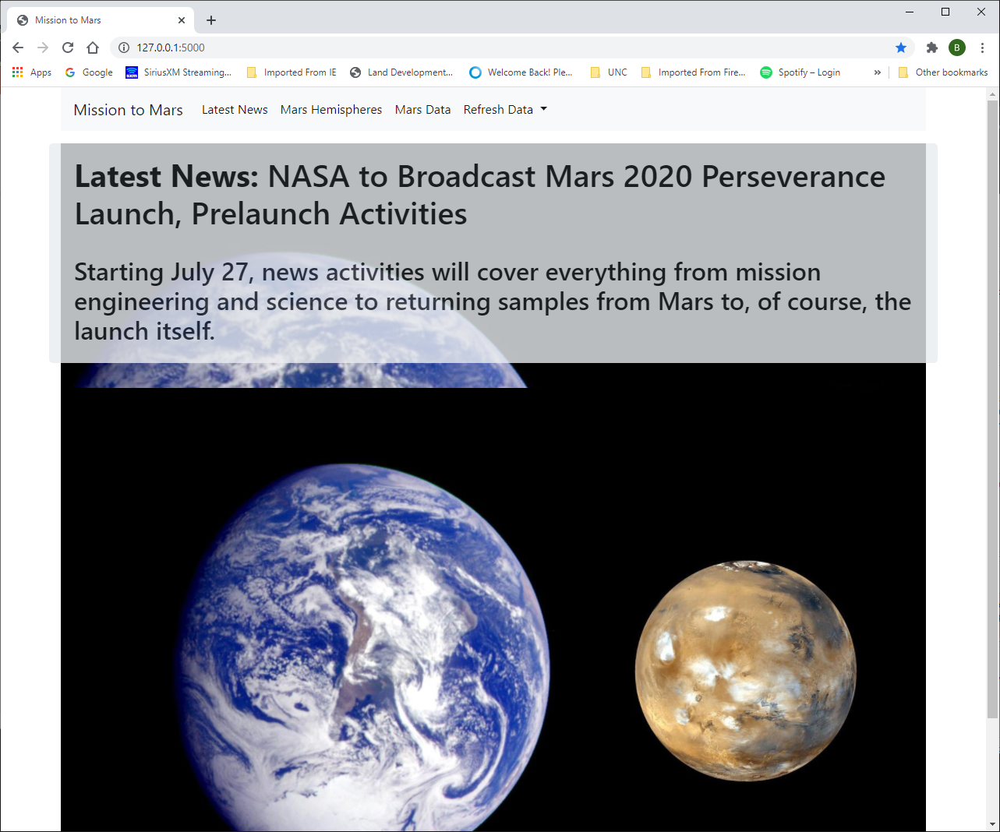 Mission to Mars
127.0.0.1:5000
B
Apps Google SiriusXM Streaming... Imported From IE Land Development... Welcome Back! Ple... UNC Imported From Fire... Spotify – Login » Other bookmarks
Mission to Mars Latest News Mars Hemispheres Mars Data Refresh Data
Latest News: NASA to Broadcast Mars 2020 Perseverance
Launch, Prelaunch Activities
Starting July 27, news activities will cover everything from mission
engineering and science to returning samples from Mars to, of course, the
launch itself.